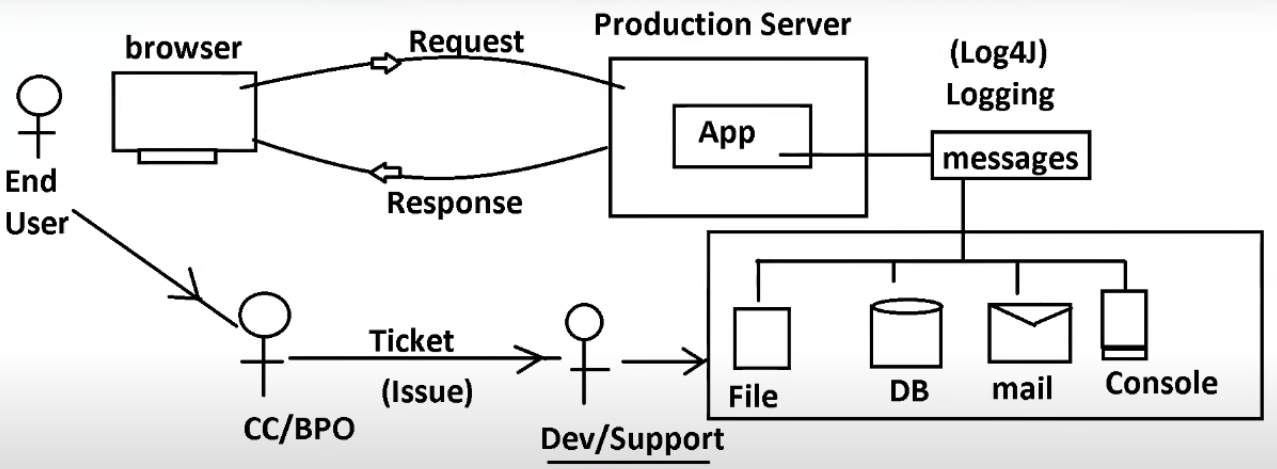 Production Server
browser
Request
(Log4J)
Logging
App
messages
End
User
Response
Ticket
(Issue)
CC/BPO
Dev/Support
File
DB
mail
Console